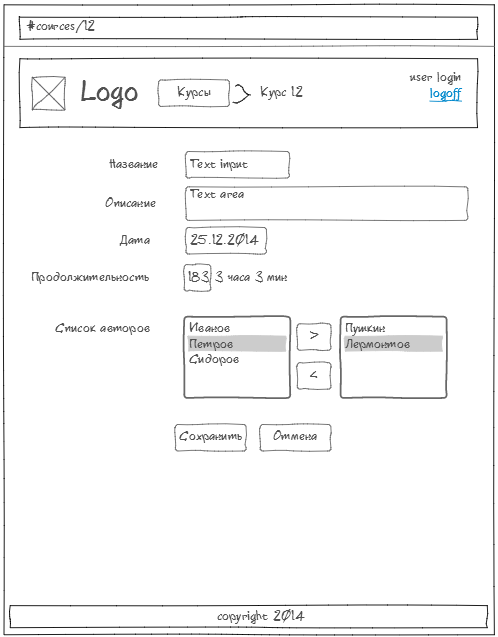 #cources/12
user login
Logo Курсы > Курс 12
logoff
Название Text input
Описание Text area
Дата 25.12.2014
Продолжительность 183 3 часа 3 мин
Список авторов
Иванов
Петров
Сидоров
>
<
Пушкин
Лермонтов
Сохранить Отмена
copyright 2014